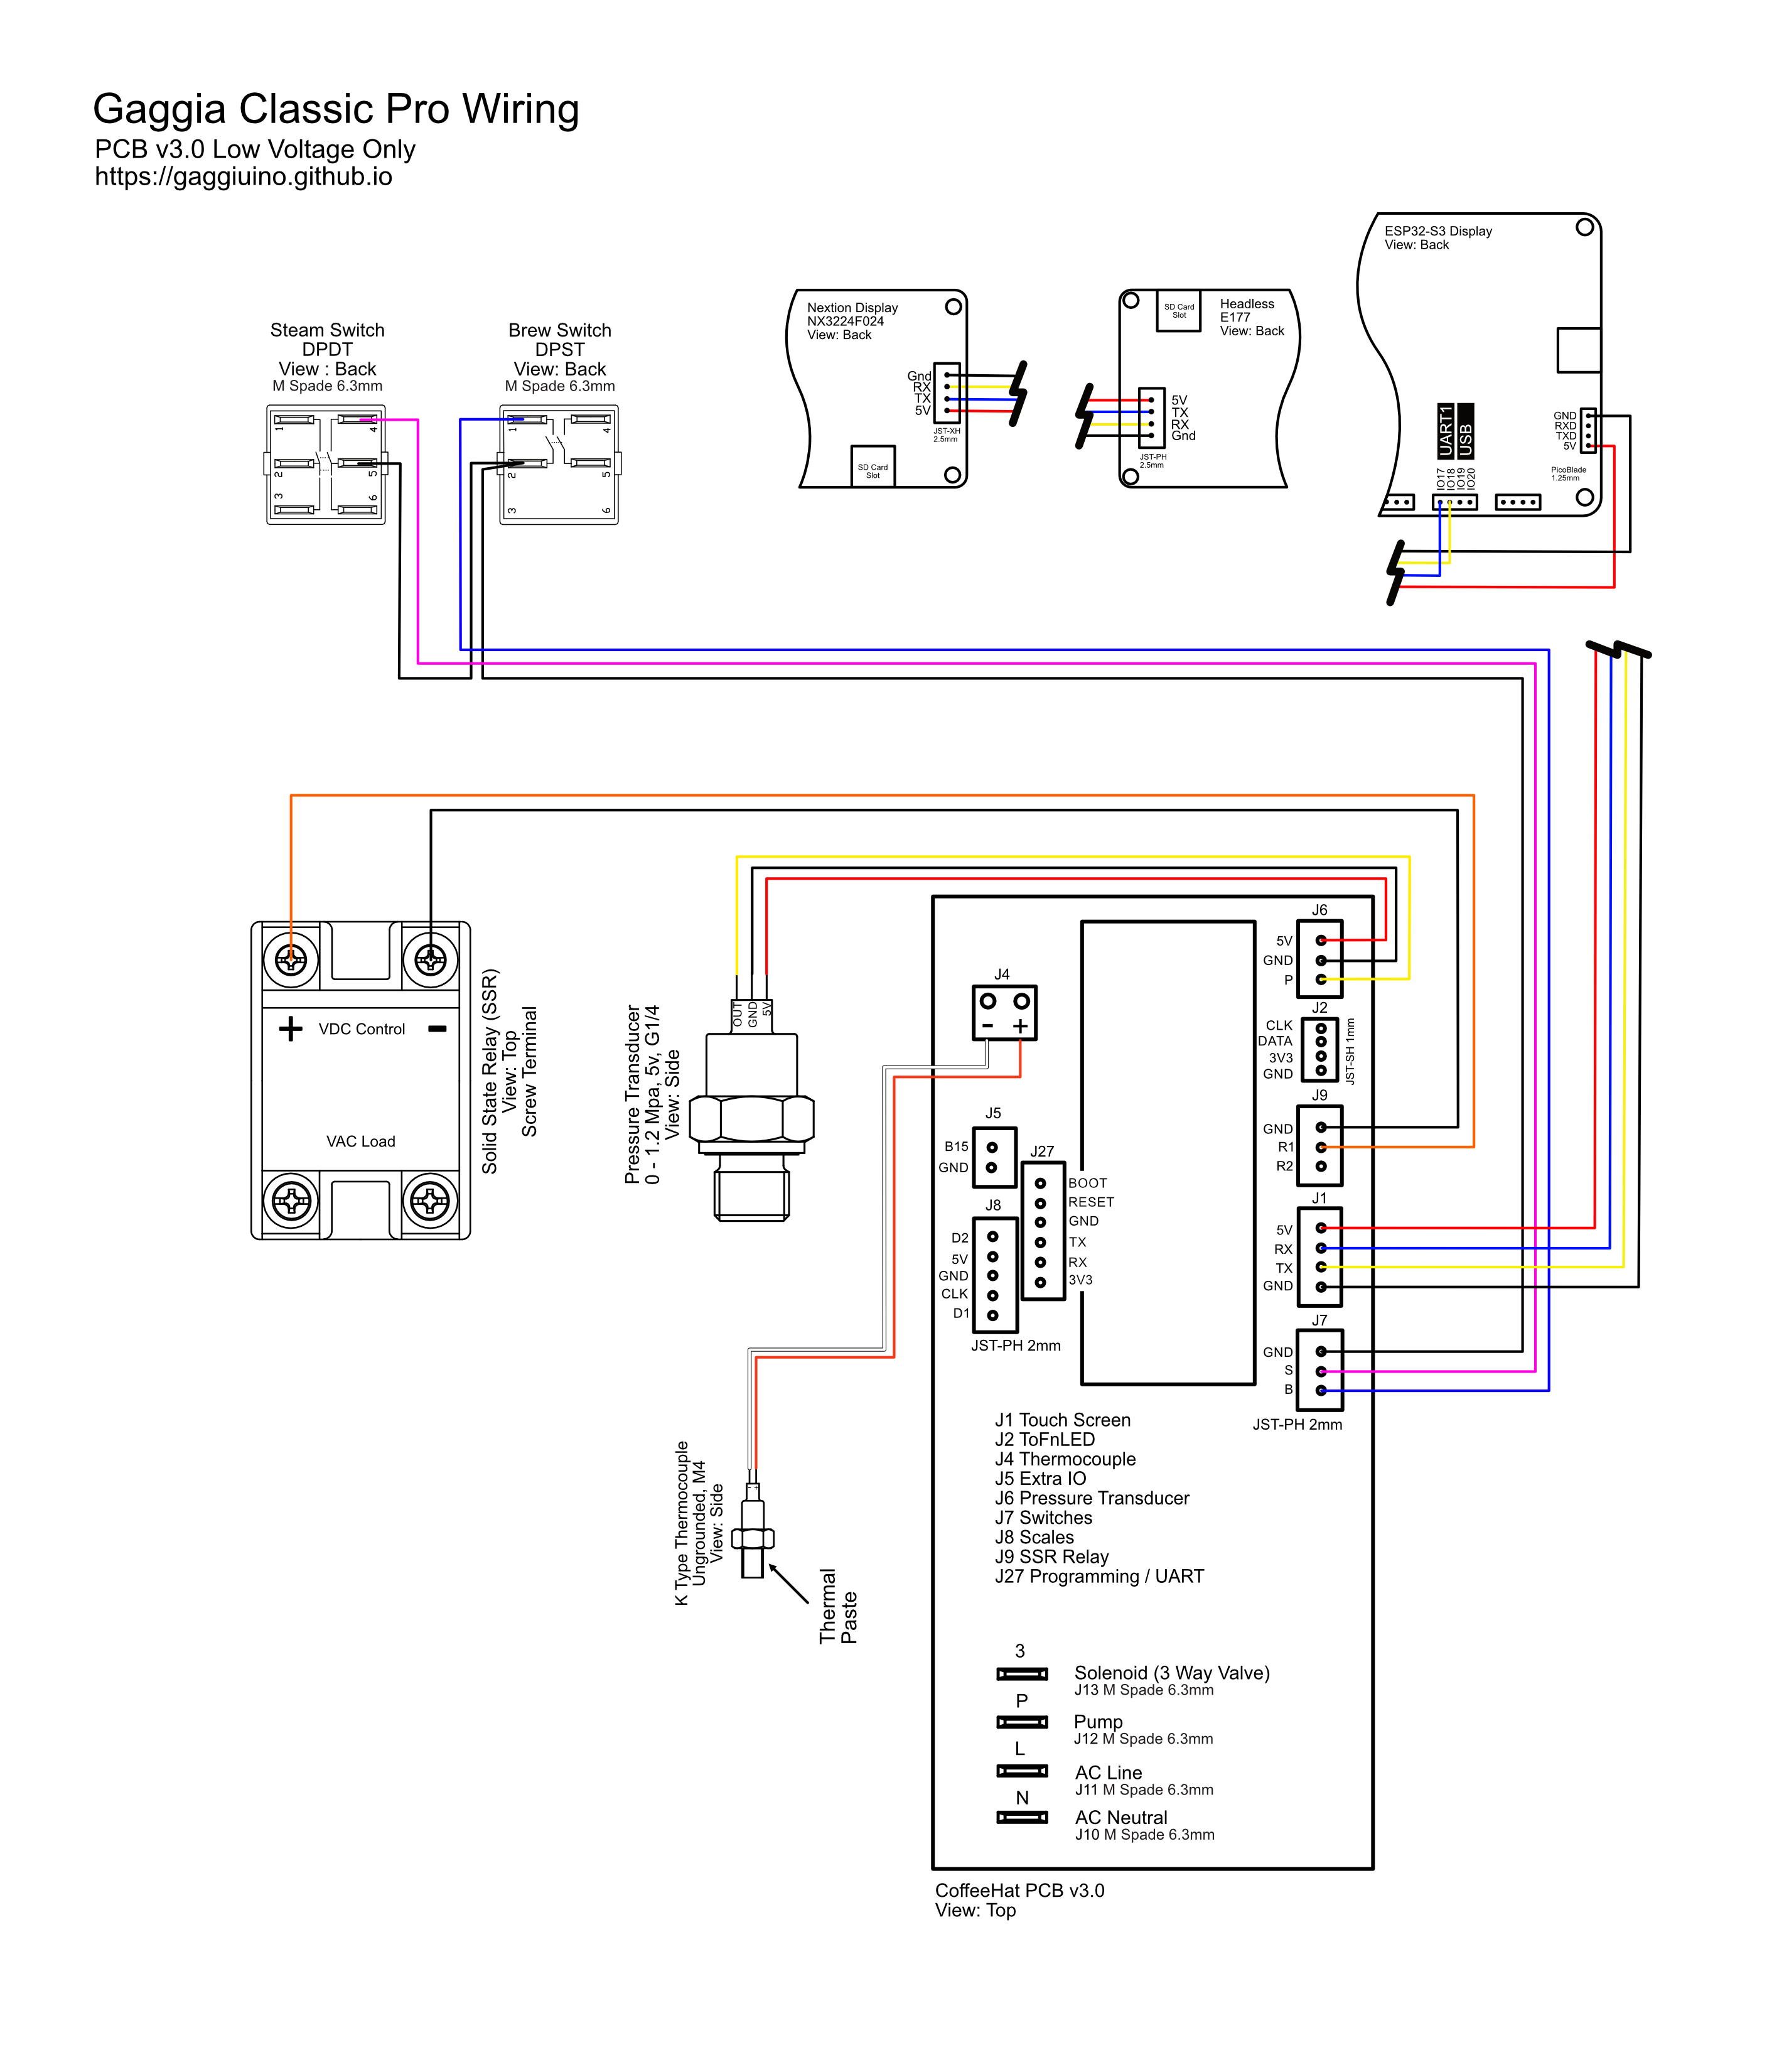 Gaggia Classic Pro Wiring
PCB v3.0 Low Voltage Only
https://gaggiuino.github.io
Steam Switch
DPDT
View : Back
M Spade 6.3mm
1
2
3
4
5
6
Brew Switch
DPST
View: Back
M Spade 6.3mm
1
2
3
4
5
6
Nextion Display
NX3224F024
View: Back
Gnd
RX
TX
5V
JST-XH
2.5mm
SD Card
Slot
SD Card
Slot
Headless
E177
View: Back
5V
TX
RX
Gnd
JST-PH
2.5mm
ESP32-S3 Display
View: Back
UART1
USB
IO17
IO18
IO19
IO20
GND
RXD
TXD
5V
PicoBlade
1.25mm
+ VDC Control -
VAC Load
Solid State Relay (SSR)
View: Top
Screw Terminal
OUT
GND
5V
Pressure Transducer
0 - 1.2 Mpa, 5v, G1/4
View: Side
J4
- +
J5
B15
GND
J27
BOOT
RESET
GND
TX
RX
3V3
J8
D2
5V
GND
CLK
D1
JST-PH 2mm
J6
5V
GND
P
J2
CLK
DATA
3V3
GND
JST-SH 1mm
J9
GND
R1
R2
J1
5V
RX
TX
GND
J7
GND
S
B
JST-PH 2mm
- +
K Type Thermocouple
Ungrounded, M4
View: Side
Thermal
Paste
J1 Touch Screen
J2 ToFnLED
J4 Thermocouple
J5 Extra IO
J6 Pressure Transducer
J7 Switches
J8 Scales
J9 SSR Relay
J27 Programming / UART
3
Solenoid (3 Way Valve)
J13 M Spade 6.3mm
P
Pump
J12 M Spade 6.3mm
L
AC Line
J11 M Spade 6.3mm
N
AC Neutral
J10 M Spade 6.3mm
CoffeeHat PCB v3.0
View: Top